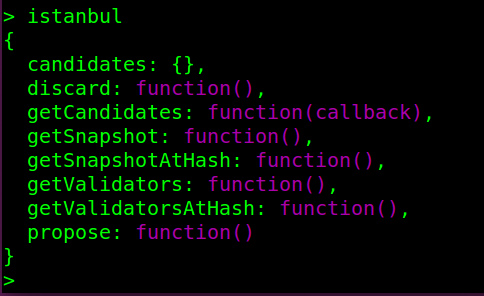 > istanbul
{
  candidates: {},
  discard: function(),
  getCandidates: function(callback),
  getSnapshot: function(),
  getSnapshotAtHash: function(),
  getValidators: function(),
  getValidatorsAtHash: function(),
  propose: function()
}
>